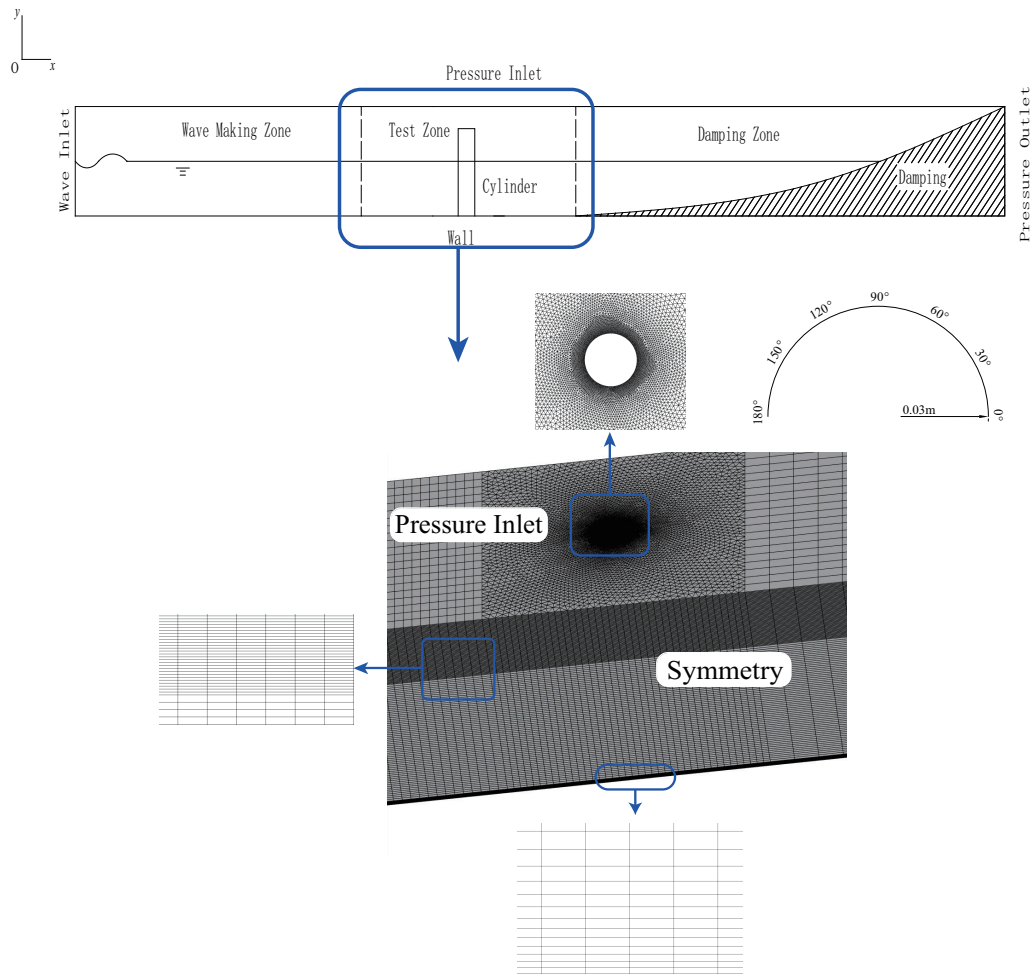 y
0
x
Pressure Inlet
Wave Inlet
Wave Making Zone
Test Zone
Damping Zone
Pressure Outlet
Cylinder
Damping
Wall
90°
120°
60°
150°
30°
180°
0.03m
0°
Pressure Inlet
Symmetry